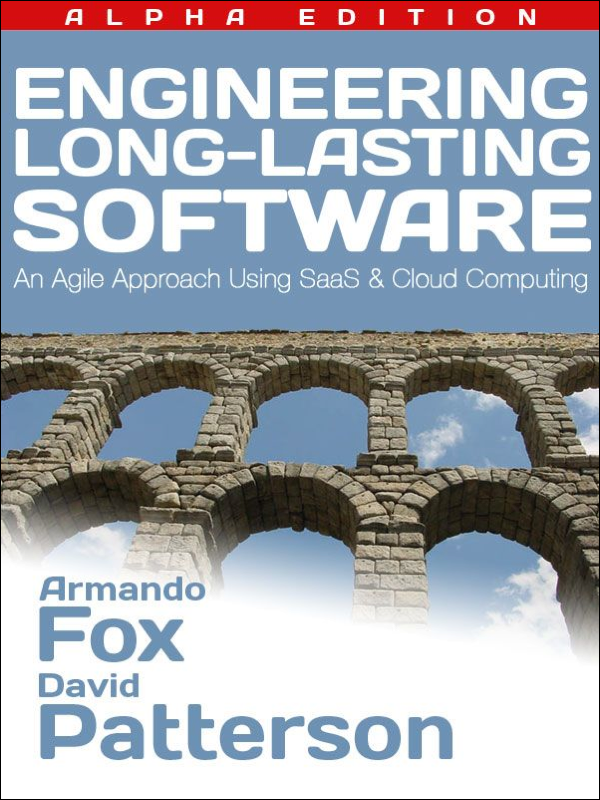 ALPHA EDITION
ENGINEERING
LONG-LASTING
SOFTWARE
An Agile Approach Using SaaS & Cloud Computing
Armando
Fox
David
Patterson